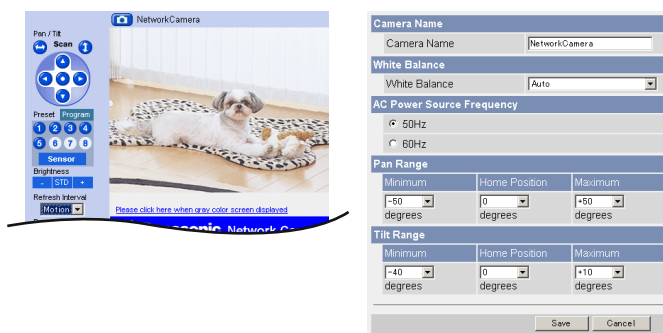 NetworkCamera
Pan / Tilt
Scan
Preset Program
1 2 3 4
5 6 7 8
Sensor
Brightness
- STD +
Refresh Interval
Motion
Please click here when gray color screen displayed
Network
Camera Name
Camera Name NetworkCamera
White Balance
White Balance Auto
AC Power Source Frequency
50Hz
60Hz
Pan Range
Minimum Home Position Maximum
-50 0 +50
degrees degrees degrees
Tilt Range
Minimum Home Position Maximum
-40 0 +10
degrees degrees degrees
Save Cancel